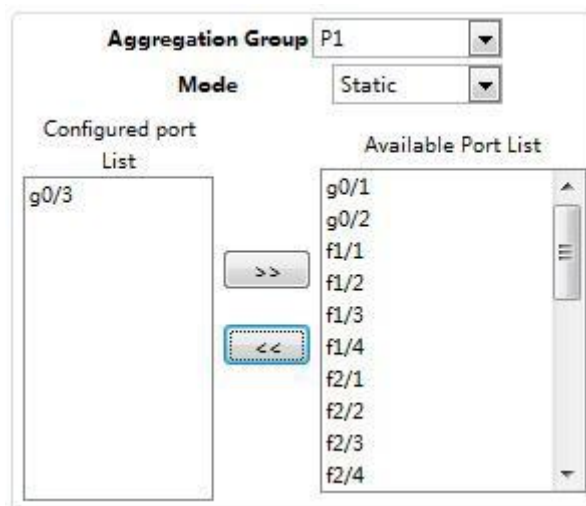 Aggregation Group P1
Mode Static
Configured port
List
Available Port List
g0/3
>>
<<
g0/1
g0/2
f1/1
f1/2
f1/3
f1/4
f2/1
f2/2
f2/3
f2/4